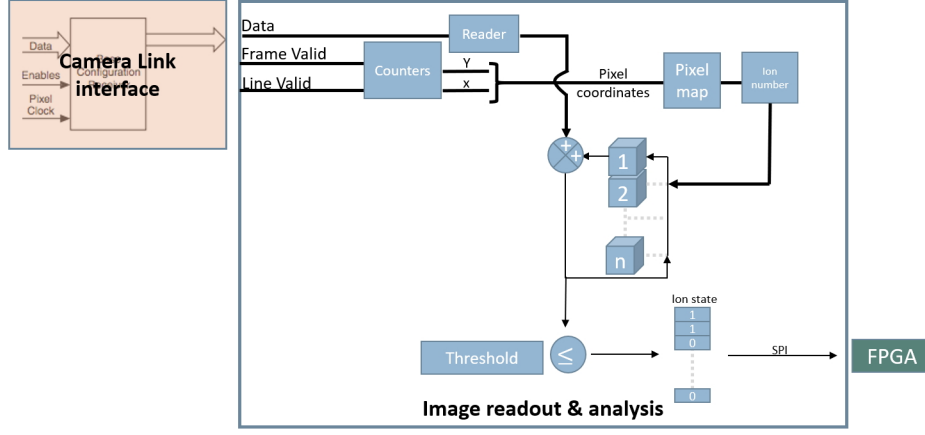 Data
Frame Valid
Line Valid
Reader
Counters
Y
x
Pixel
coordinates
Pixel
map
Ion
number
Data
Camera Link
interface
Configuration
Enables
Pixel
Clock
+
+
1
2
n
Threshold
≤
Ion state
1
1
0
0
SPI
FPGA
Image readout & analysis